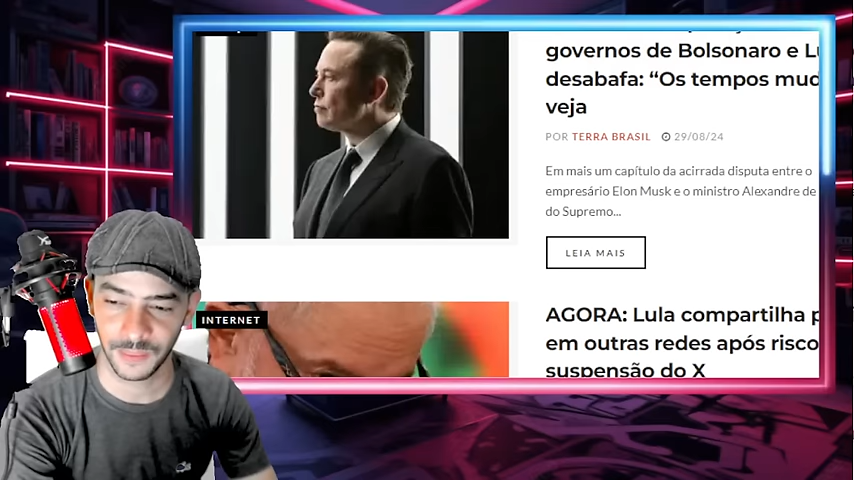 governos de Bolsonaro e
desabafa: “Os tempos
veja
POR TERRA BRASIL 29/08/24
Em mais um capítulo da acirrada disputa entre o
empresário Elon Musk e o ministro Alexandre de
do Supremo...
LEIA MAIS
INTERNET
AGORA: Lula compartilha
em outras redes após risco
suspensão do X